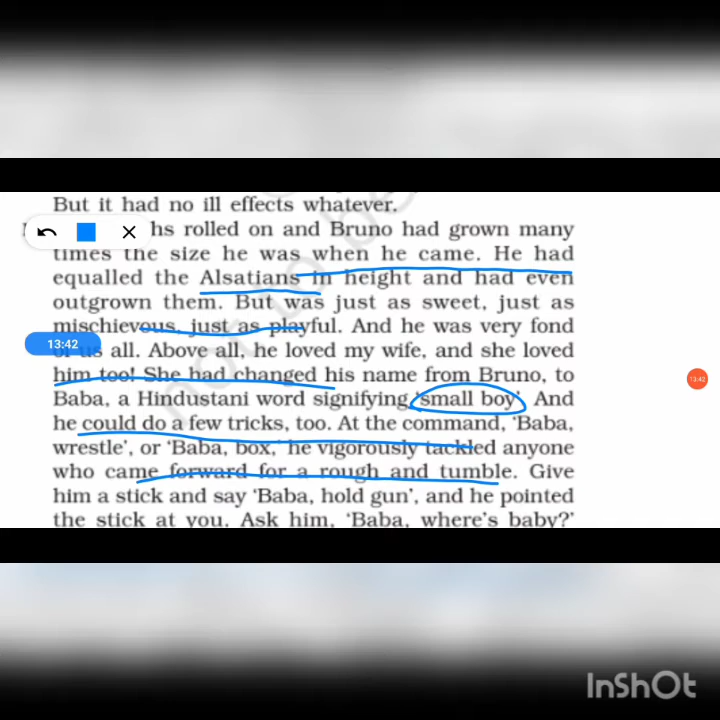 But it had no ill effects whatever.
hs rolled on and Bruno had grown many
times the size he was when he came. He had
equalled the Alsatians in height and had even
outgrown them. But was just as sweet, just as
mischievous, just as playful. And he was very fond
13:42
of us all. Above all, he loved my wife, and she loved
13:42
him too! She had changed his name from Bruno, to
Baba, a Hindustani word signifying 'small boy'. And
he could do a few tricks, too. At the command, 'Baba,
wrestle', or 'Baba, box,' he vigorously tackled anyone
who came forward for a rough and tumble. Give
him a stick and say 'Baba, hold gun', and he pointed
the stick at you. Ask him, 'Baba, where's baby?'
not to be
InShOt